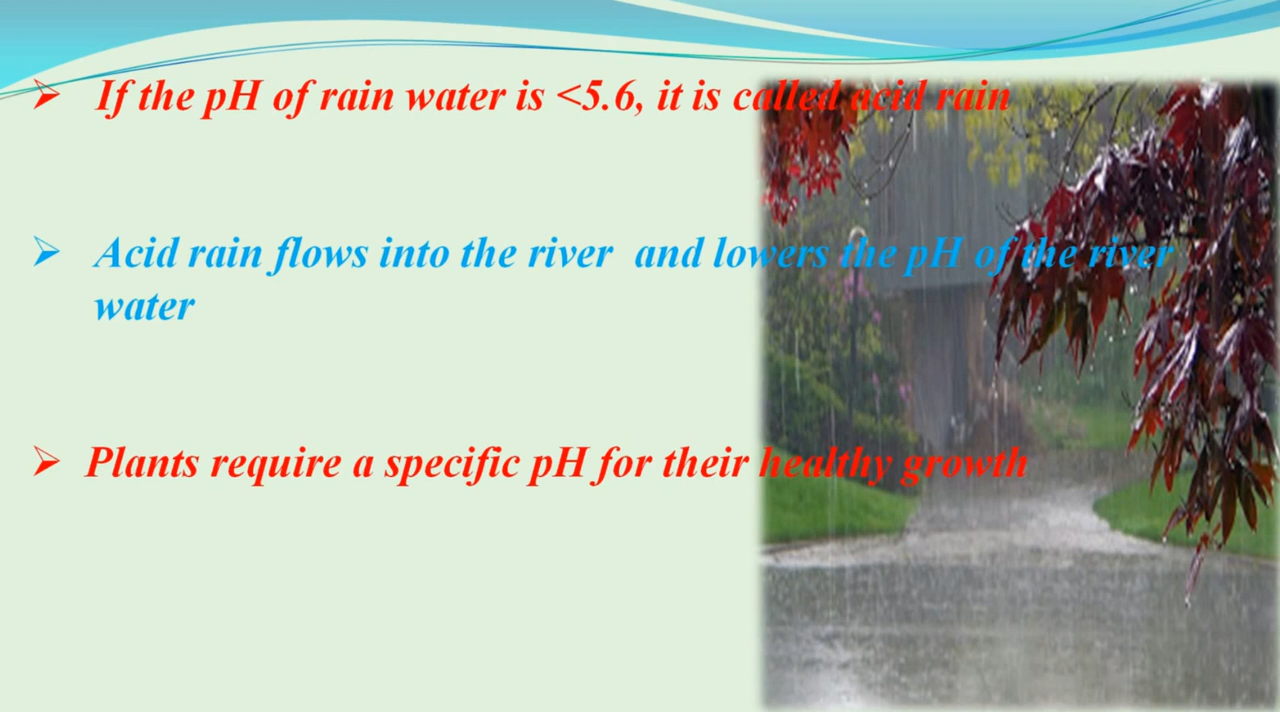 If the pH of rain water is <5.6, it is called acid rain
Acid rain flows into the river and lowers the pH of the river
water
Plants require a specific pH for their healthy growth